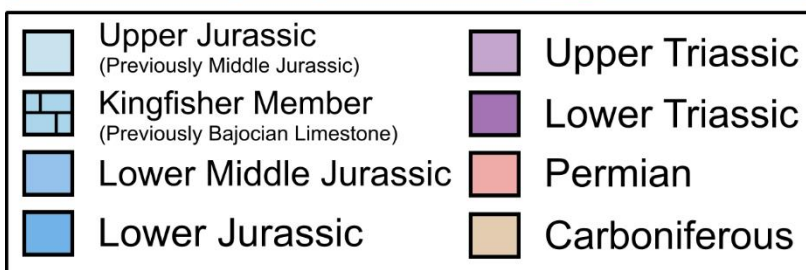 Upper Jurassic
(Previously Middle Jurassic)
Kingfisher Member
(Previously Bajocian Limestone)
Lower Middle Jurassic
Lower Jurassic
Upper Triassic
Lower Triassic
Permian
Carboniferous